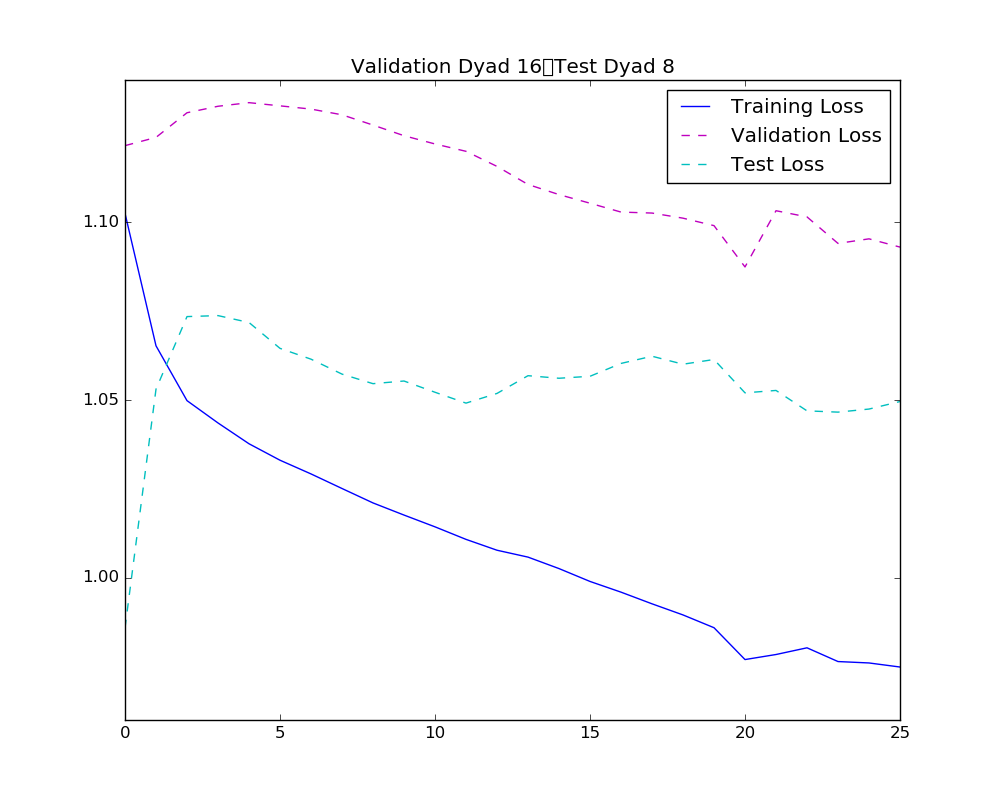 Validation Dyad 16▯Test Dyad 8
Training Loss
Validation Loss
Test Loss
1.10
1.05
1.00
0
5
10
15
20
25